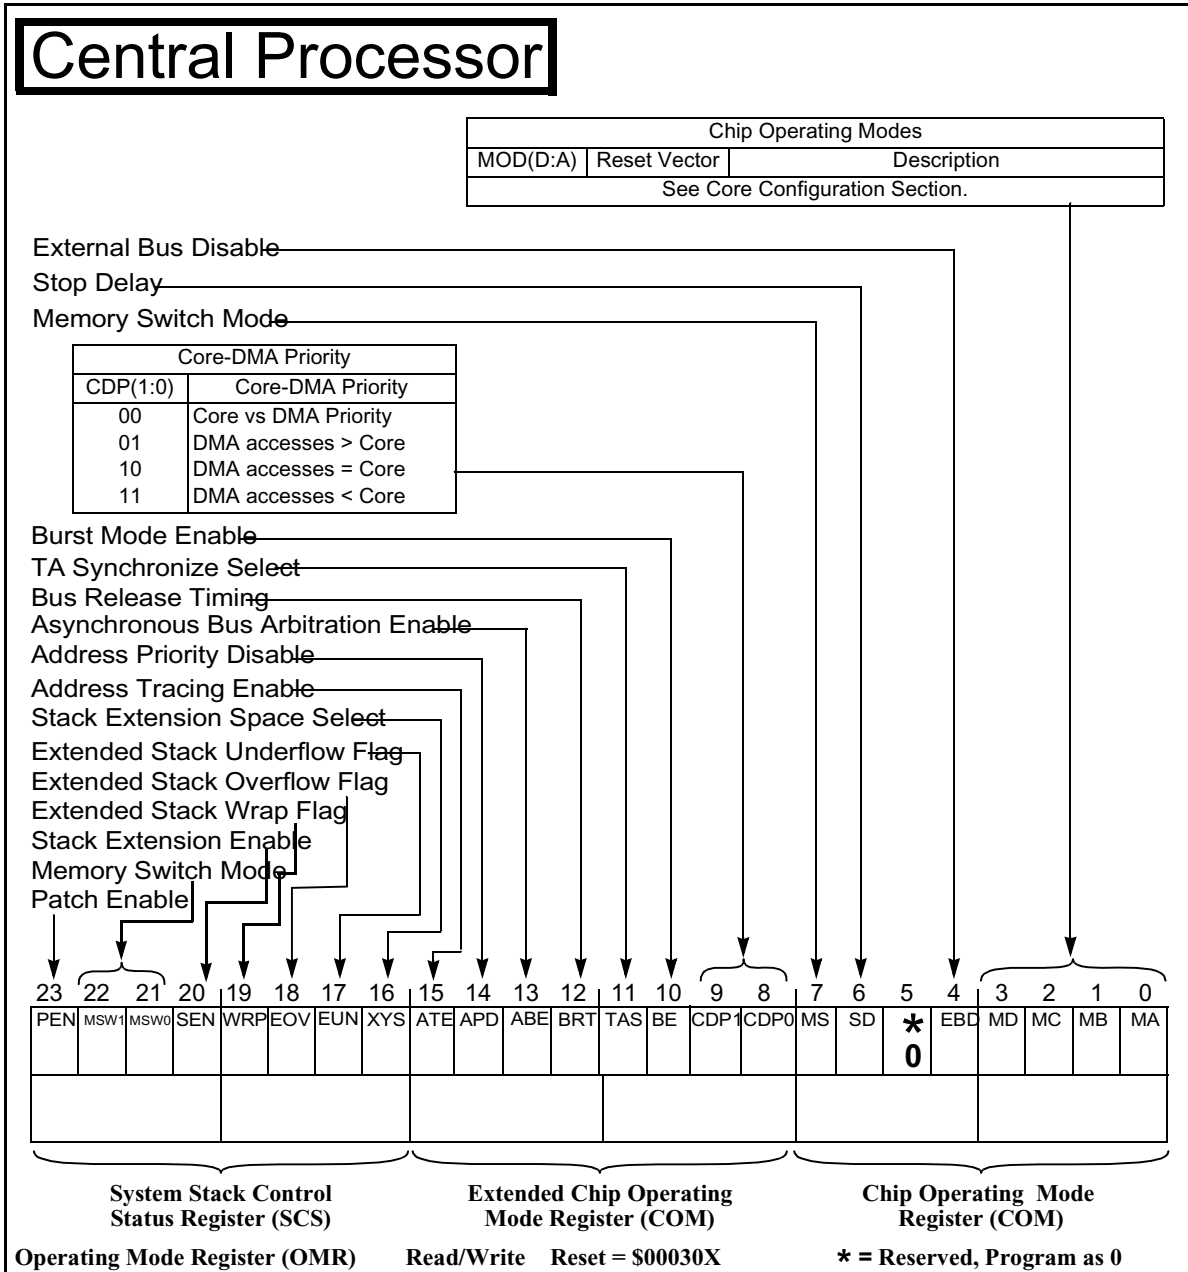 Central Processor
Chip Operating Modes
MOD(D:A) Reset Vector Description
See Core Configuration Section.
External Bus Disable
Stop Delay
Memory Switch Mode
Core-DMA Priority
CDP(1:0) Core-DMA Priority
00 Core vs DMA Priority
01 DMA accesses > Core
10 DMA accesses = Core
11 DMA accesses < Core
Burst Mode Enable
TA Synchronize Select
Bus Release Timing
Asynchronous Bus Arbitration Enable
Address Priority Disable
Address Tracing Enable
Stack Extension Space Select
Extended Stack Underflow Flag
Extended Stack Overflow Flag
Extended Stack Wrap Flag
Stack Extension Enable
Memory Switch Mode
Patch Enable
23 22 21 20 19 18 17 16 15 14 13 12 11 10 9 8 7 6 5 4 3 2 1 0
PEN MSW1 MSW0 SEN WRP EOV EUN XYS ATE APD ABE BRT TAS BE CDP1 CDP0 MS SD * EBD MD MC MB MA
0
System Stack Control Extended Chip Operating Chip Operating Mode
Status Register (SCS) Mode Register (COM) Register (COM)
Operating Mode Register (OMR) Read/Write Reset = $00030X * = Reserved, Program as 0